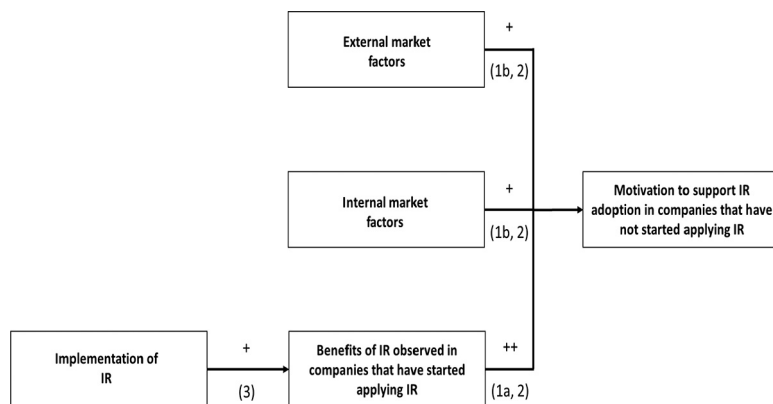 +
External market
factors
(1b, 2)
+
Internal market
factors
(1b, 2)
Motivation to support IR
adoption in companies that have
not started applying IR
+
Implementation of
IR
(3)
++
Benefits of IR observed in
companies that have started
applying IR
(1a, 2)